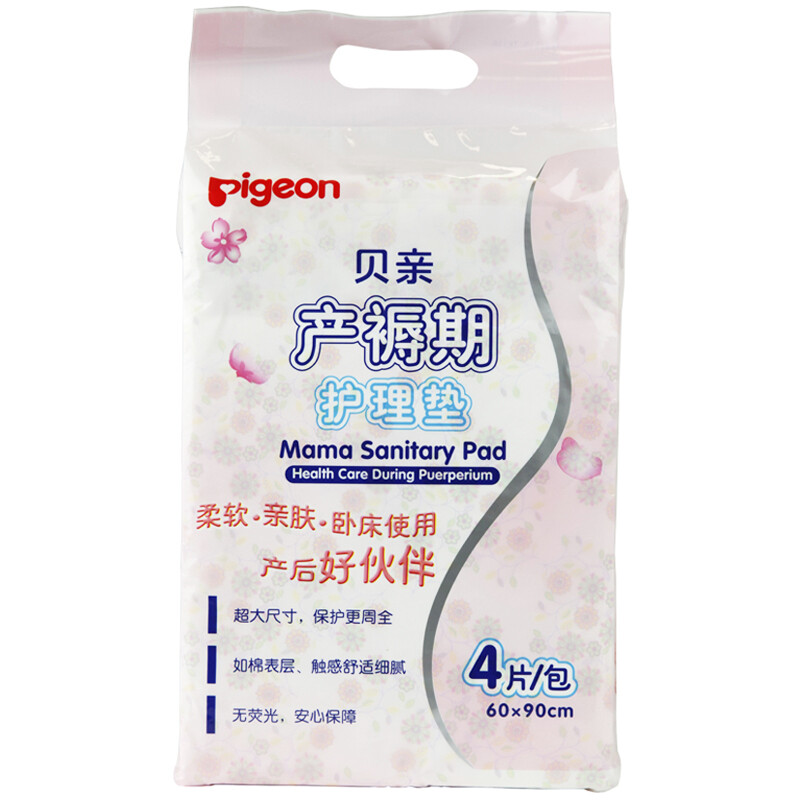 Pigeon
贝亲
产褥期
护理垫
Mama Sanitary Pad
Health Care During Puerperium
柔软·亲肤·卧床使用
产后好伙伴
超大尺寸，保护更周全
如棉表层、触感舒适细腻
无荧光，安心保障
4片/包
60×90cm